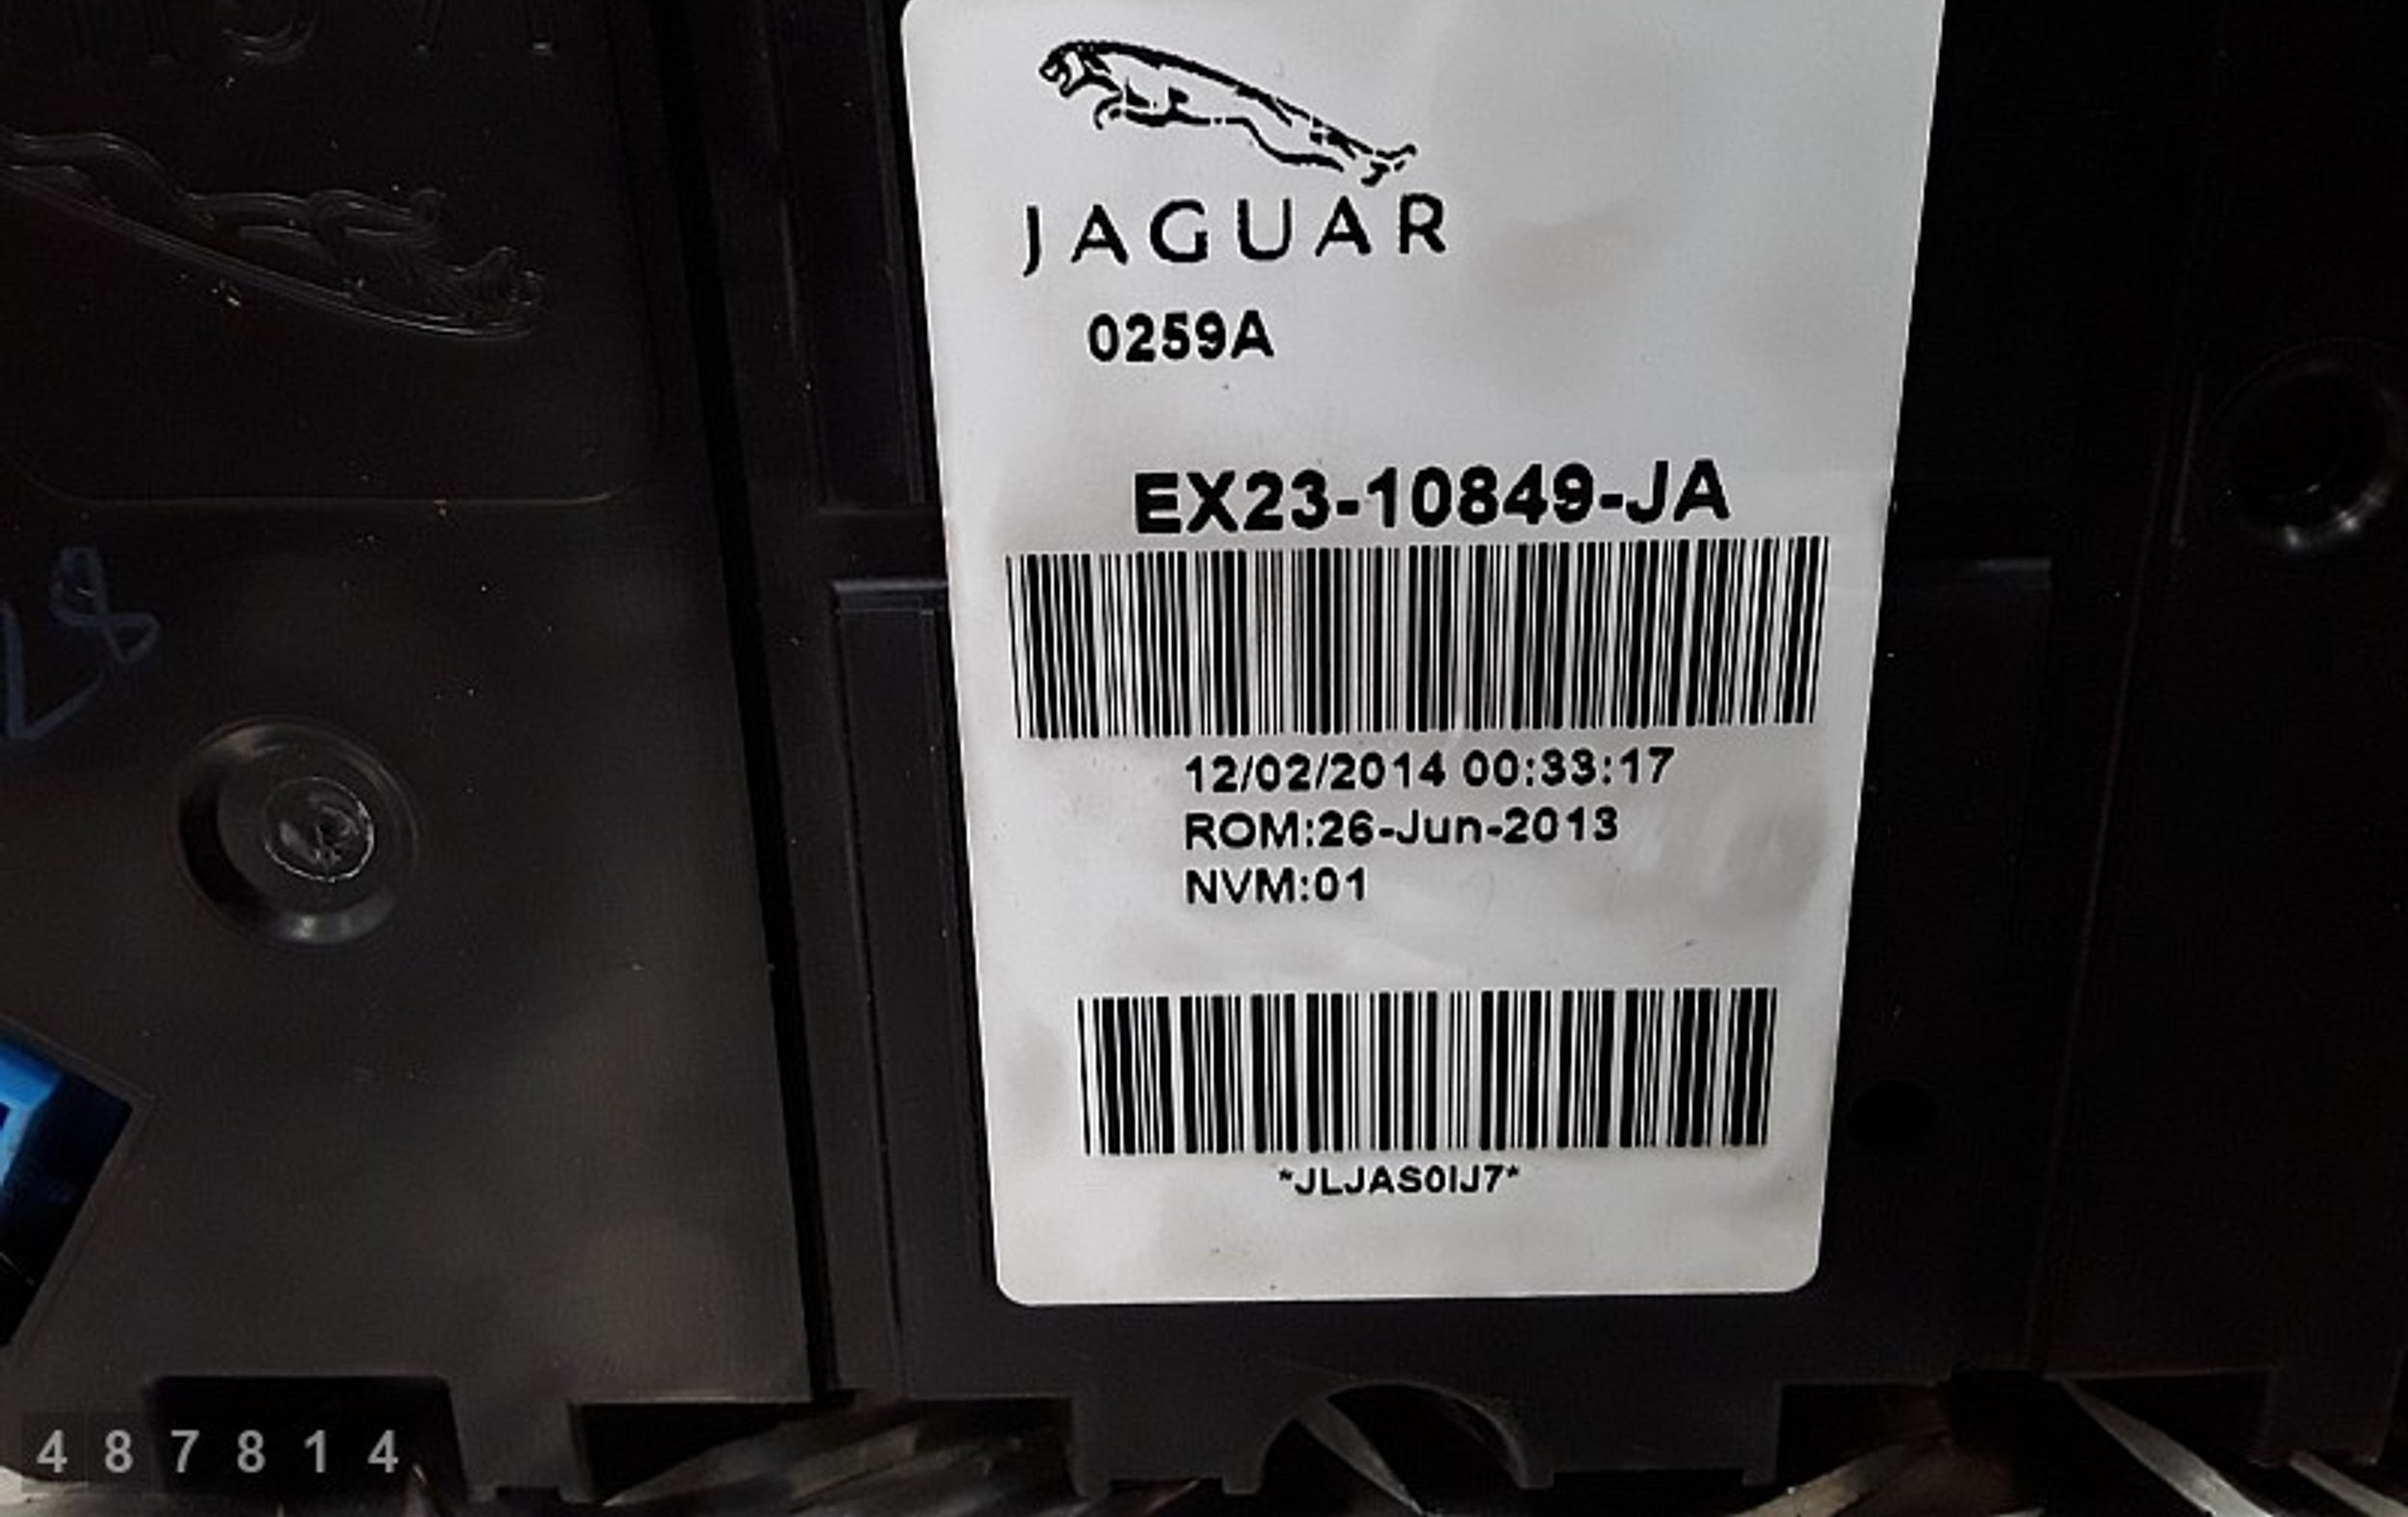 JAGUAR
0259A
EX23-10849-JA
12/02/2014 00:33:17
ROM:26-Jun-2013
NVM:01
*JLJAS0IJ7*
28
487814